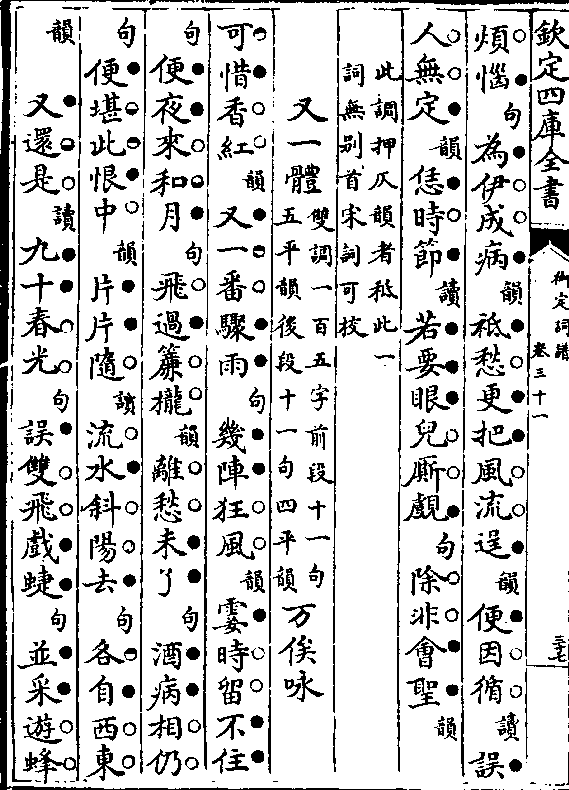 欽定四庫全書
御定詞譜
卷三十一
三七
煩惱句為伊成病韻祗愁更把風流逞韻便因循讀誤
人無定韻恁時節讀若要眼兒厮覷句除非會聖韻
此調押仄韻者祗此一
詞無别首宋詞可校
又一體雙調一百五字前段十一句
五平韻後段十一句四平韻万俟咏
可惜香紅韻又一番驟雨句幾陣狂風韻霎時留不住
句便夜來和月句飛過簾櫳韻離愁未了句酒病相仍
句便堪此恨中韻片片隨讀流水斜陽去句各自西東
韻又還是讀九十春光句誤雙飛戲蜨句並采遊蜂